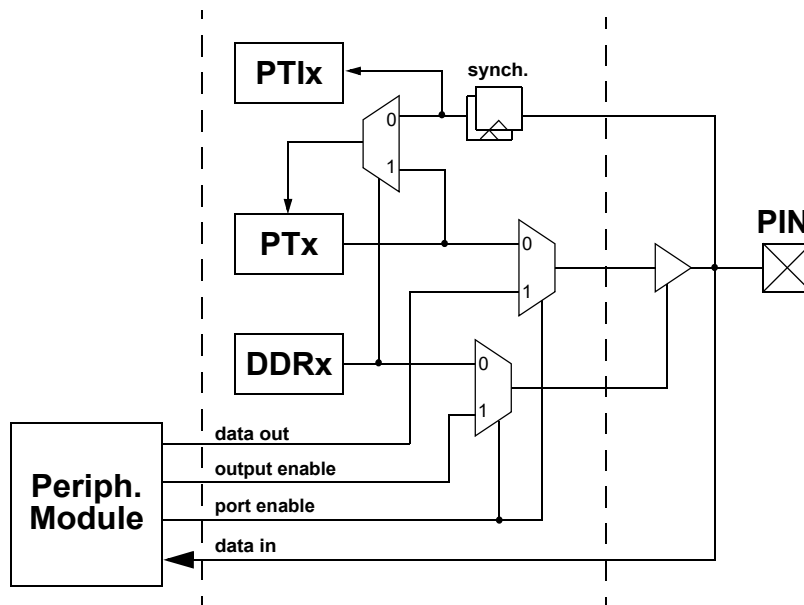 PTIx
synch.
0
1
PTx
0
PIN
1
DDRx
0
1
data out
output enable
Periph.
Module
port enable
data in